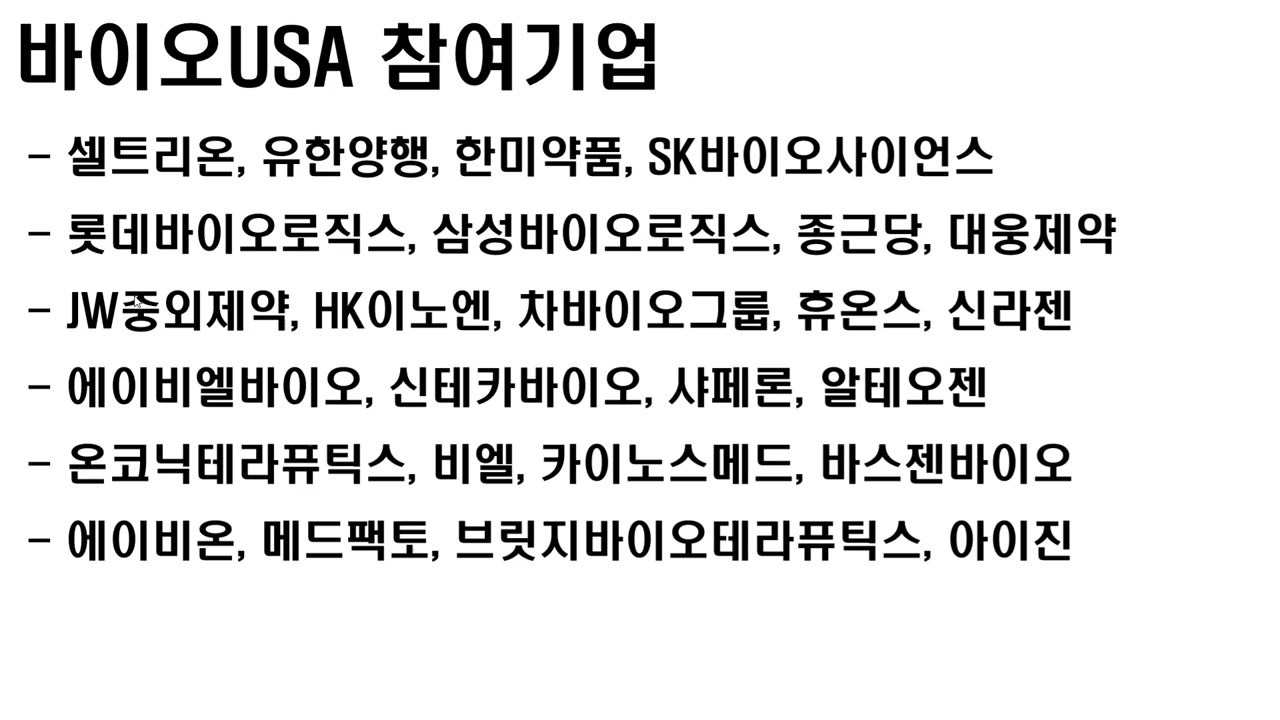 바이오USA 참여기업
- 셀트리온, 유한양행, 한미약품, SK바이오사이언스
- 롯데바이오로직스, 삼성바이오로직스, 종근당, 대웅제약
- JW중외제약, HK이노엔, 차바이오그룹, 휴온스, 신라젠
- 에이비엘바이오, 신테카바이오, 샤페론, 알테오젠
- 온코닉테라퓨틱스, 비엘, 카이노스메드, 바스젠바이오
- 에이비온, 메드팩토, 브릿지바이오테라퓨틱스, 아이진